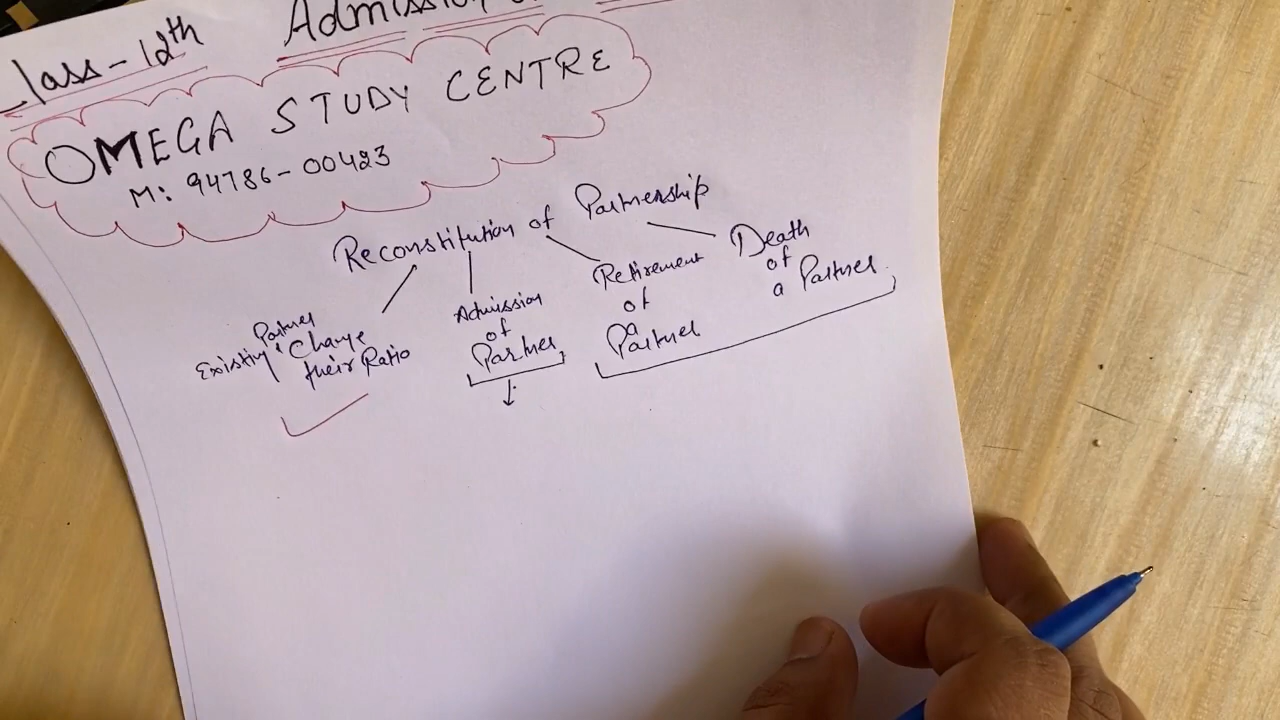 Class - 12th Admission
OMEGA STUDY CENTRE
M: 94786-00423
Reconstitution of Partnership
Partner
Existing Change
their Ratio
Admission
of
Partner
Retirement
of
a
Partner
Death
of
a Partner